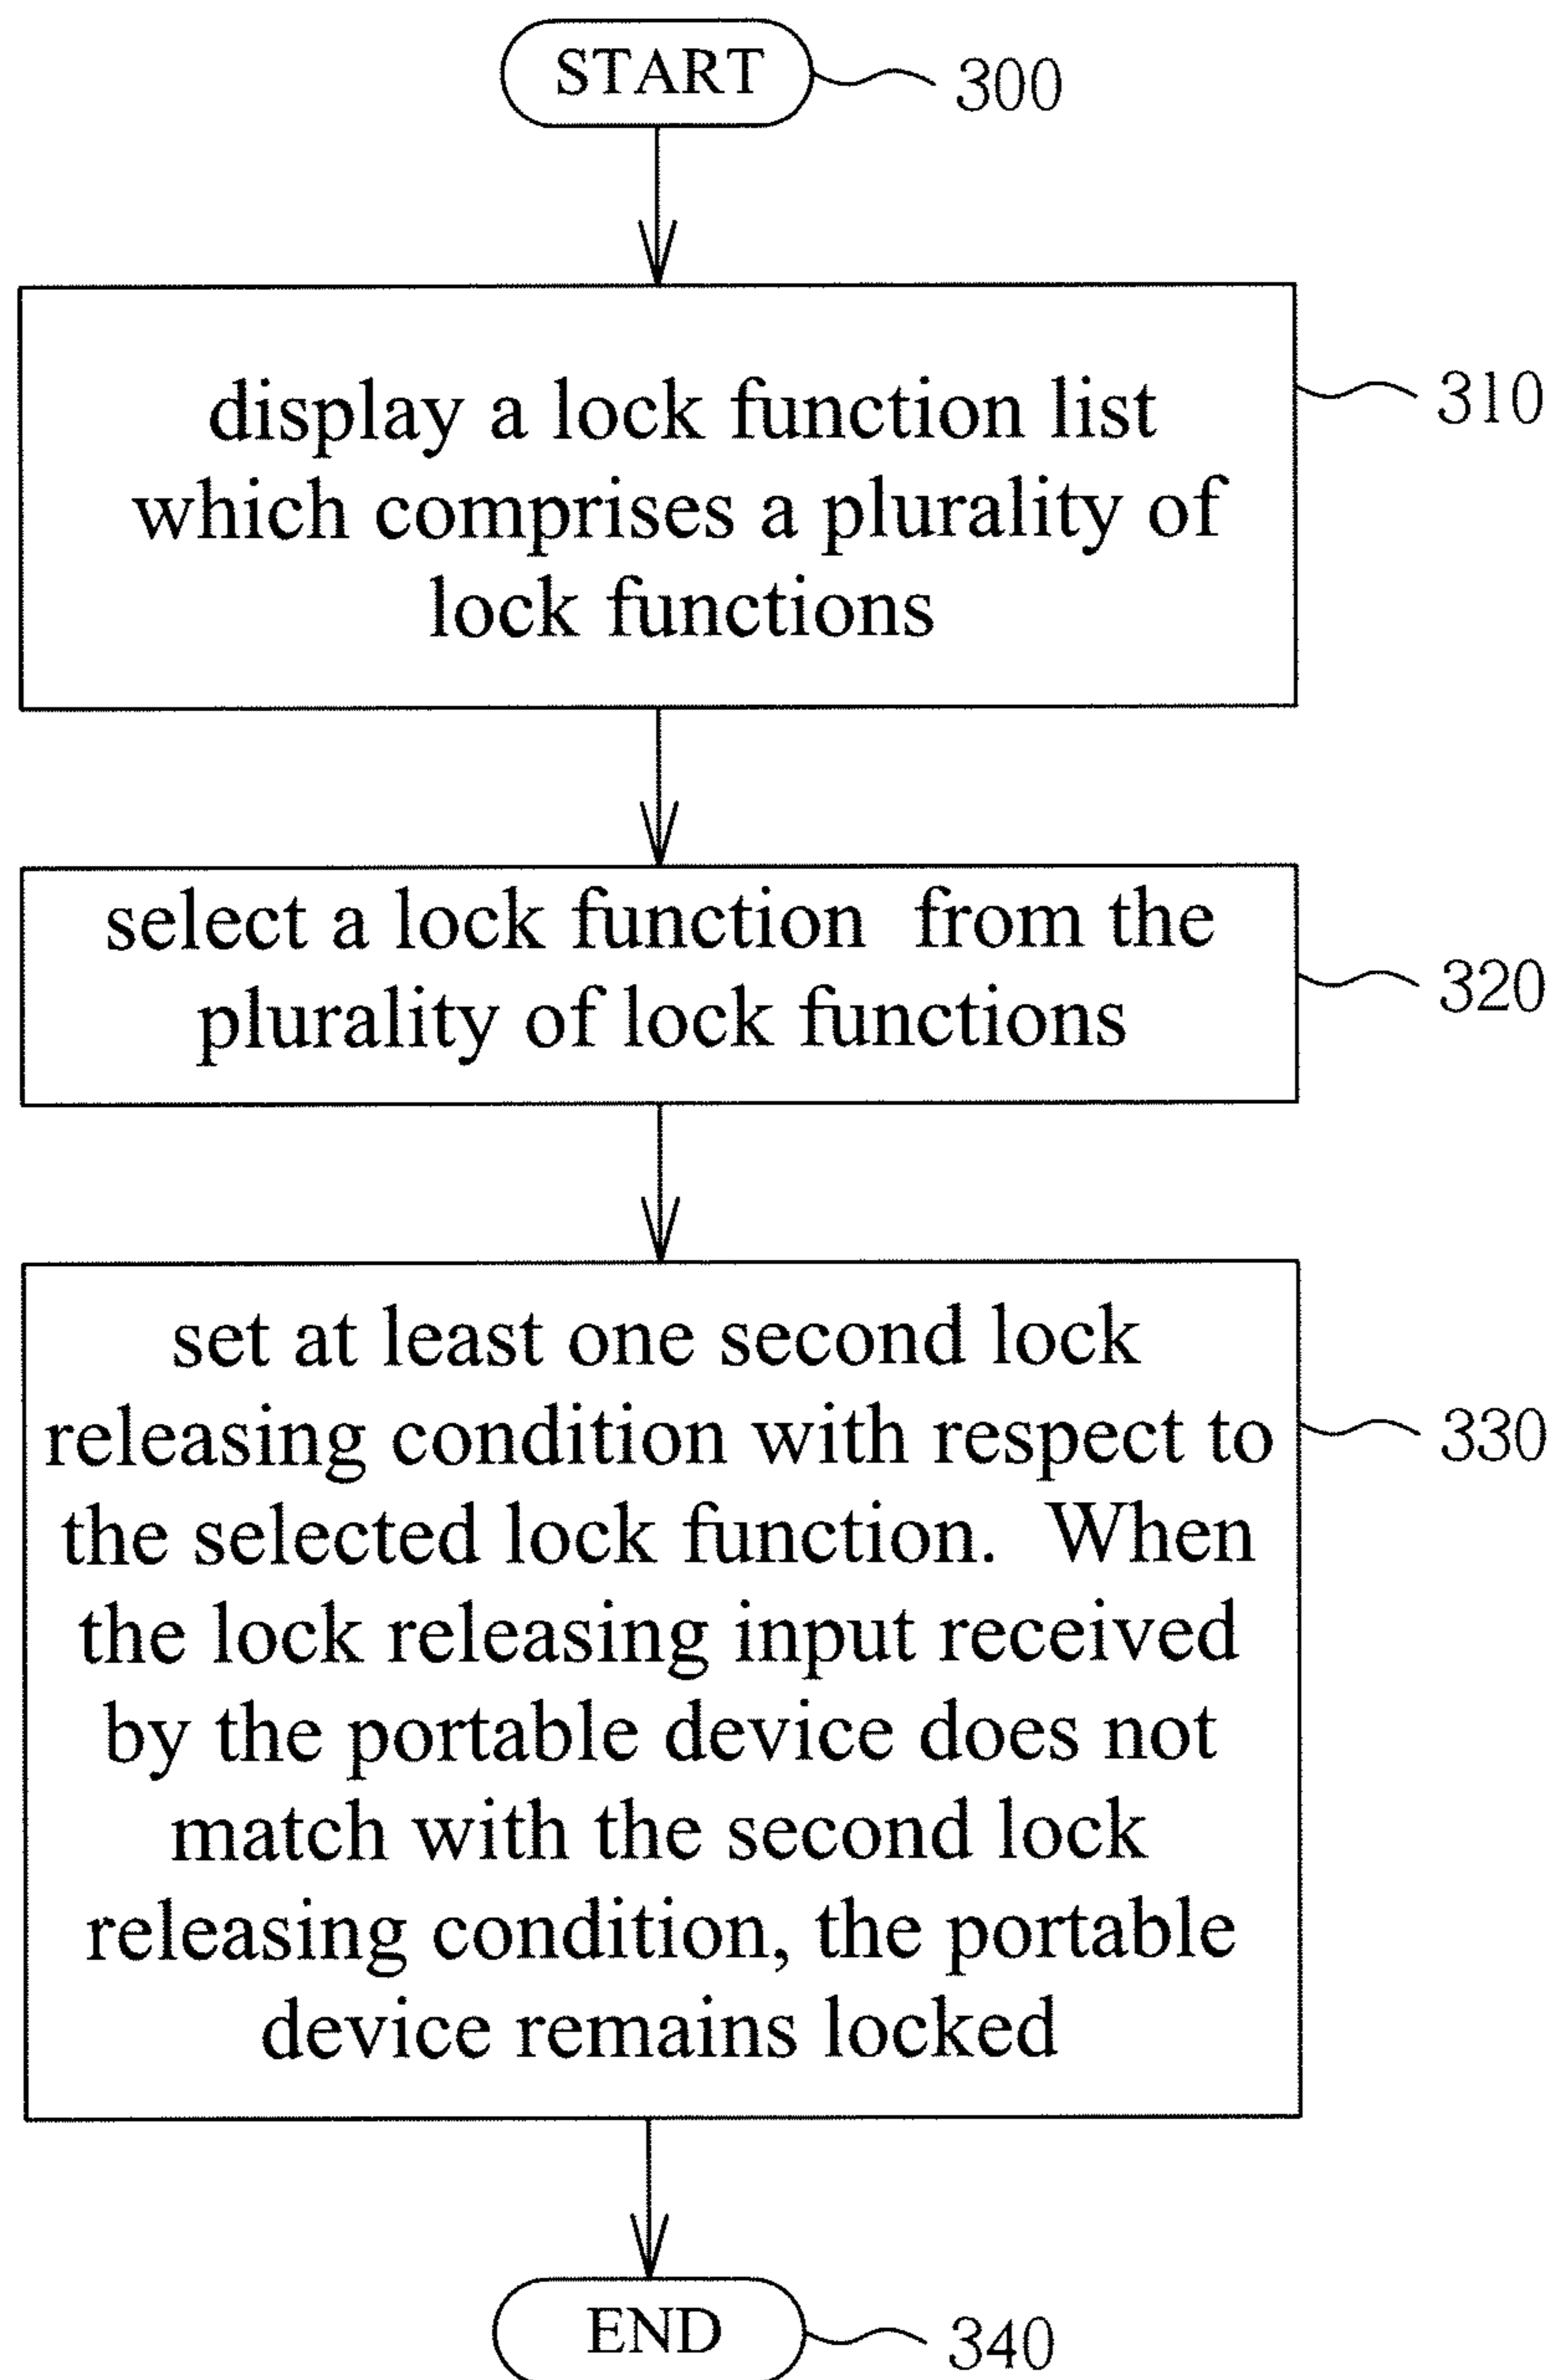 START
300
display a lock function list
310
which comprises a plurality of
lock functions
select a lock function from the
320
plurality of lock functions
set at least one second lock
releasing condition with respect to
330
the selected lock function. When
the lock releasing input received
by the portable device does not
match with the second lock
releasing condition, the portable
device remains locked
END
340